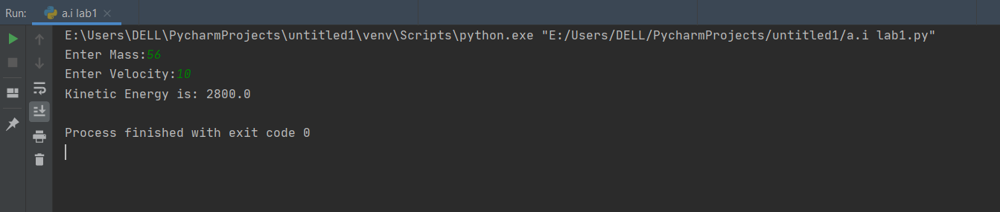 Run: a.i lab1
E:\Users\DELL\PycharmProjects\untitled1\venv\Scripts\python.exe "E:/Users/DELL/PycharmProjects/untitled1/a.i lab1.py"
Enter Mass:56
Enter Velocity:10
Kinetic Energy is: 2800.0
Process finished with exit code 0